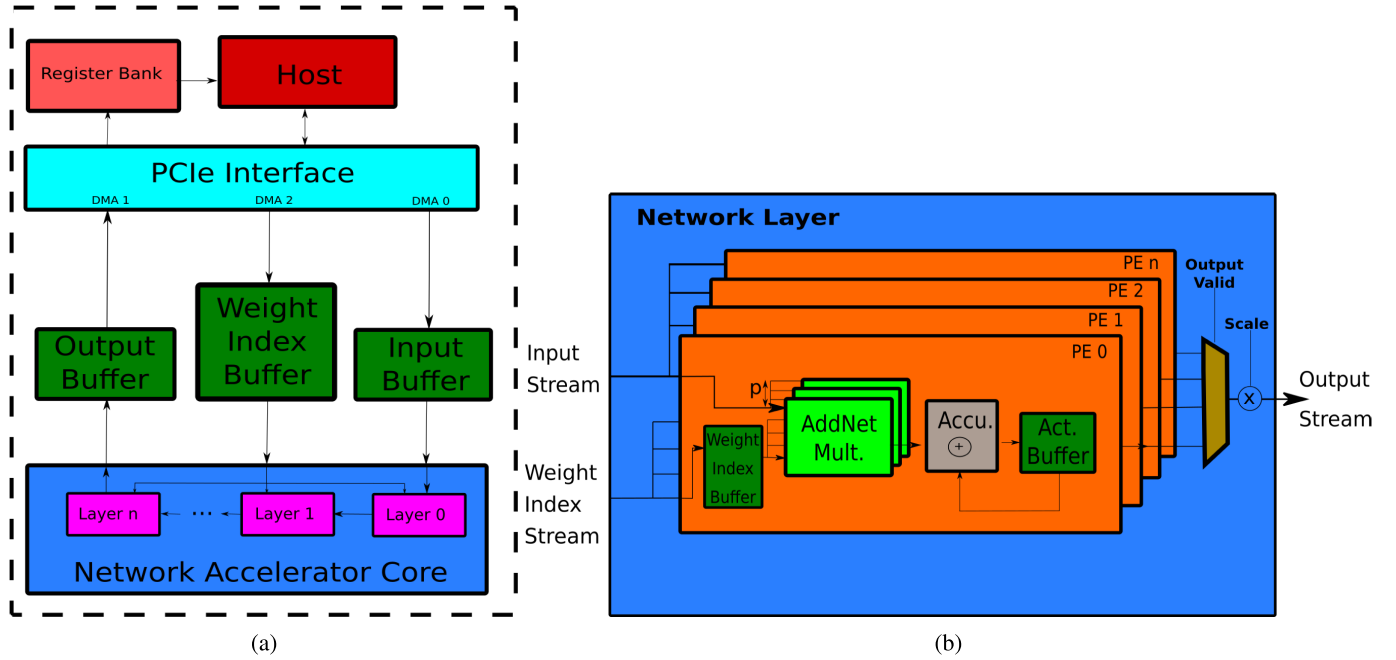 Register Bank
Host
PCIe Interface
DMA 1
DMA 2
DMA 0
Output
Buffer
Weight
Index
Buffer
Input
Buffer
Layer n
...
Layer 1
Layer 0
Network Accelerator Core
(a)
Input
Stream
Weight
Index
Stream
Network Layer
PE n
PE 2
PE 1
PE 0
p
Weight
Index
Buffer
AddNet
Mult.
Accu.
+
Act.
Buffer
Output
Valid
Scale
x
Output
Stream
(b)